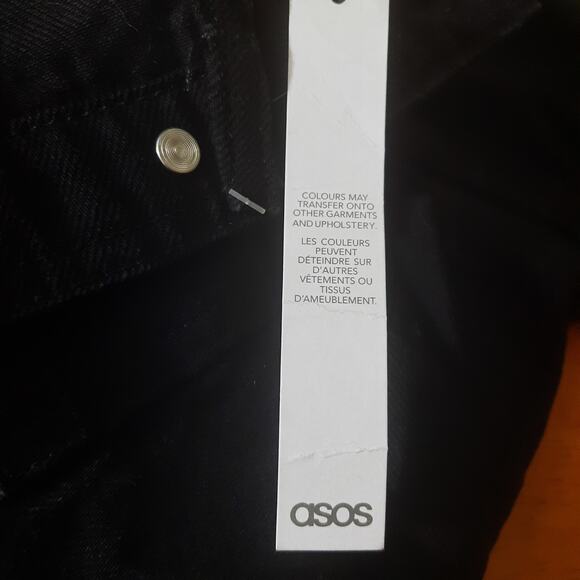 COLOURS MAY
TRANSFER ONTO
OTHER GARMENTS
AND UPHOLSTERY.
LES COULEURS
PEUVENT
DÉTEINDRE SUR
D'AUTRES
VÊTEMENTS OU
TISSUS
D'AMEUBLEMENT.
asos